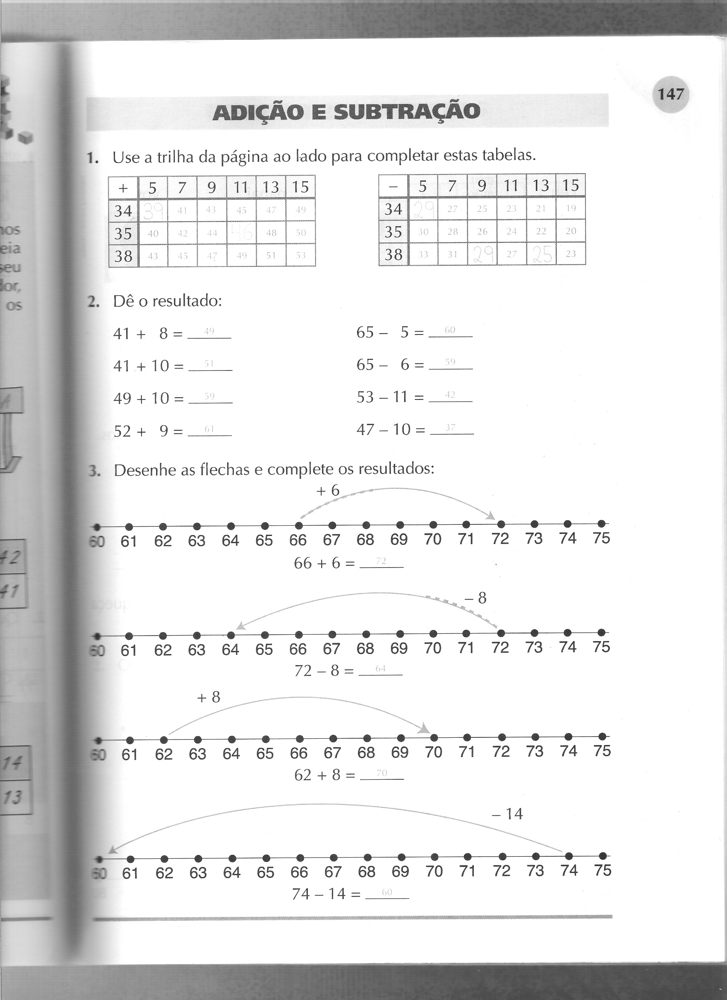 147
ADIÇÃO E SUBTRAÇÃO
1. Use a trilha da página ao lado para completar estas tabelas.
+ 5 7 9 11 13 15
34 39 41 43 45 47 49
35 40 42 44 46 48 50
38 43 45 47 49 51 53
– 5 7 9 11 13 15
34 29 27 25 23 21 19
35 30 28 26 24 22 20
38 33 31 29 27 25 23
2. Dê o resultado:
41 + 8 = 49
41 + 10 = 51
49 + 10 = 59
52 + 9 = 61
65 – 5 = 60
65 – 6 = 59
53 – 11 = 42
47 – 10 = 37
3. Desenhe as flechas e complete os resultados:
+ 6
60 61 62 63 64 65 66 67 68 69 70 71 72 73 74 75
66 + 6 = 72
– 8
60 61 62 63 64 65 66 67 68 69 70 71 72 73 74 75
72 – 8 = 64
+ 8
60 61 62 63 64 65 66 67 68 69 70 71 72 73 74 75
62 + 8 = 70
– 14
60 61 62 63 64 65 66 67 68 69 70 71 72 73 74 75
74 – 14 = 60
os
42
41
14
13